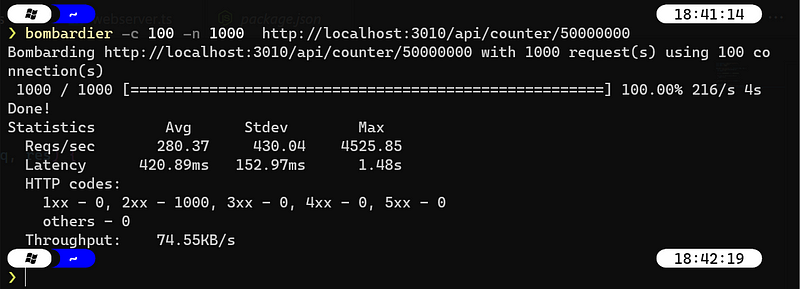 webserver.ts package.json
~ 18:41:14
❯ bombardier -c 100 -n 1000 http://localhost:3010/api/counter/50000000
Bombarding http://localhost:3010/api/counter/50000000 with 1000 request(s) using 100 co
nnection(s)
1000 / 1000 [======================================================] 100.00% 216/s 4s
Done!
Statistics Avg Stdev Max
Reqs/sec 280.37 430.04 4525.85
Latency 420.89ms 152.97ms 1.48s
HTTP codes:
1xx - 0, 2xx - 1000, 3xx - 0, 4xx - 0, 5xx - 0
others - 0
Throughput: 74.55KB/s
~ 18:42:19
❯